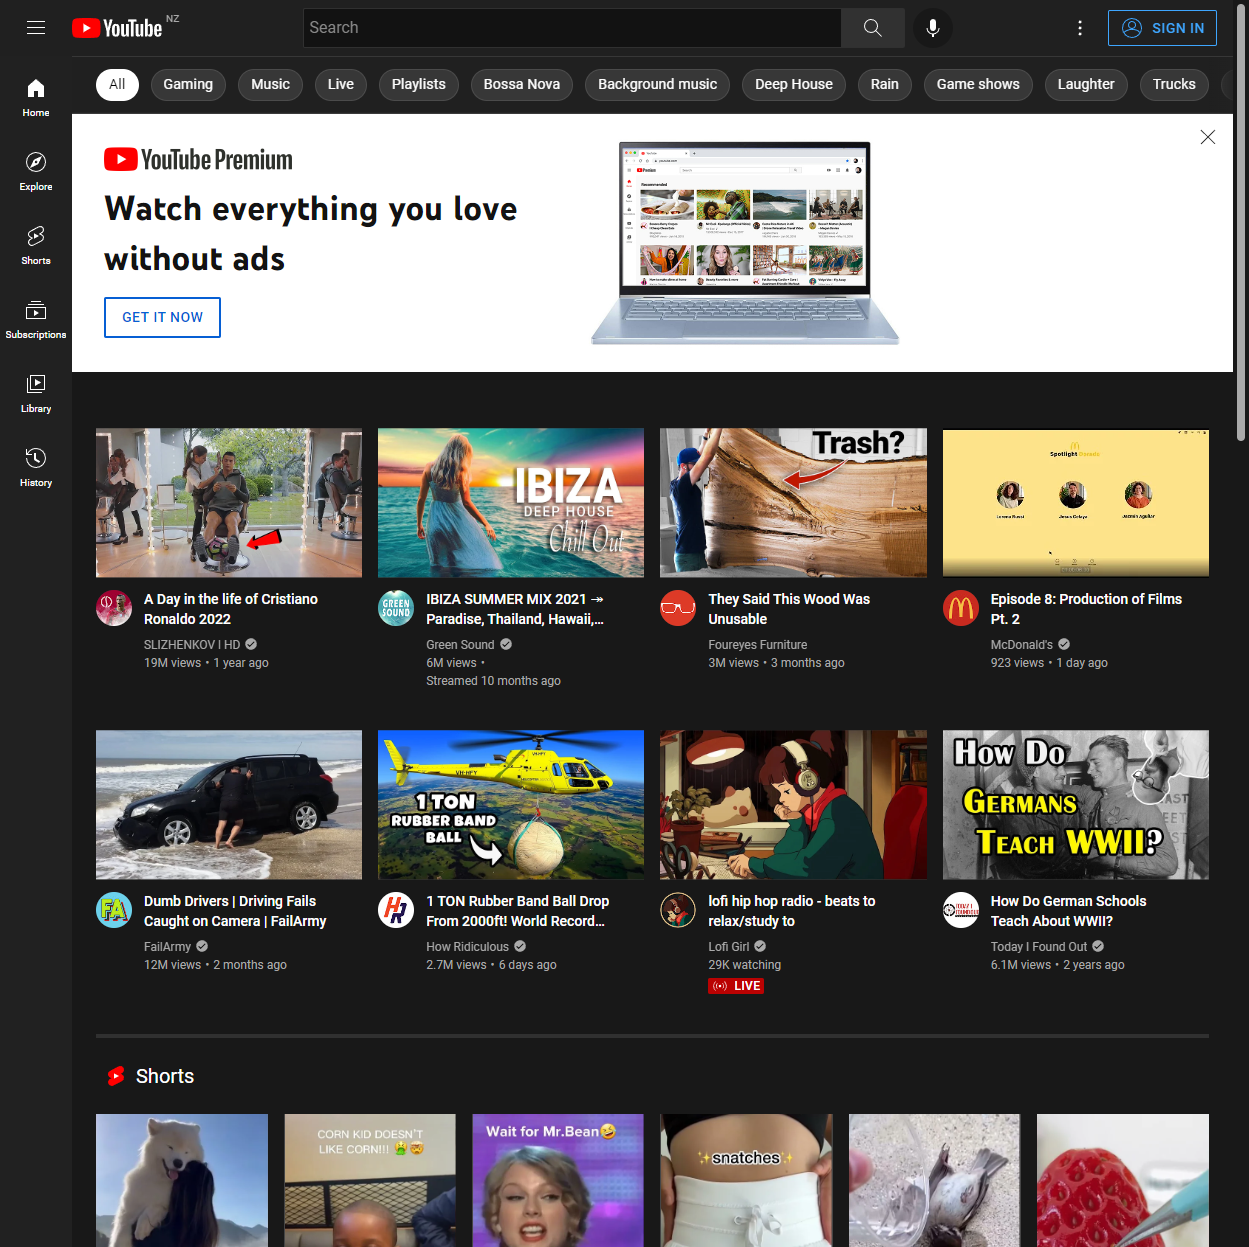 YouTube NZ
Search
SIGN IN
Home
Explore
Shorts
Subscriptions
Library
History
All
Gaming
Music
Live
Playlists
Bossa Nova
Background music
Deep House
Rain
Game shows
Laughter
Trucks
YouTube Premium
Watch everything you love
without ads
GET IT NOW
Premium
Recommended
IBIZA
DEEP HOUSE
Chill Out
Trash?
Spotlight
A Day in the life of Cristiano
Ronaldo 2022
SLIZHENKOV I HD
19M views • 1 year ago
GREEN
SOUND
IBIZA SUMMER MIX 2021 ➺
Paradise, Thailand, Hawaii,...
Green Sound
6M views •
Streamed 10 months ago
They Said This Wood Was
Unusable
Foureyes Furniture
3M views • 3 months ago
Episode 8: Production of Films
Pt. 2
McDonald's
923 views • 1 day ago
VH-HFY
1 TON
RUBBER BAND
BALL
How Do
Germans
Teach WWII?
FA
Dumb Drivers | Driving Fails
Caught on Camera | FailArmy
FailArmy
12M views • 2 months ago
1 TON Rubber Band Ball Drop
From 2000ft! World Record...
How Ridiculous
2.7M views • 6 days ago
lofi hip hop radio - beats to
relax/study to
Lofi Girl
29K watching
LIVE
How Do German Schools
Teach About WWII?
Today I Found Out
6.1M views • 2 years ago
Shorts
CORN KID DOESN'T
LIKE CORN!!! 🤮🤯
Wait for Mr.Bean🤣
✨snatches✨